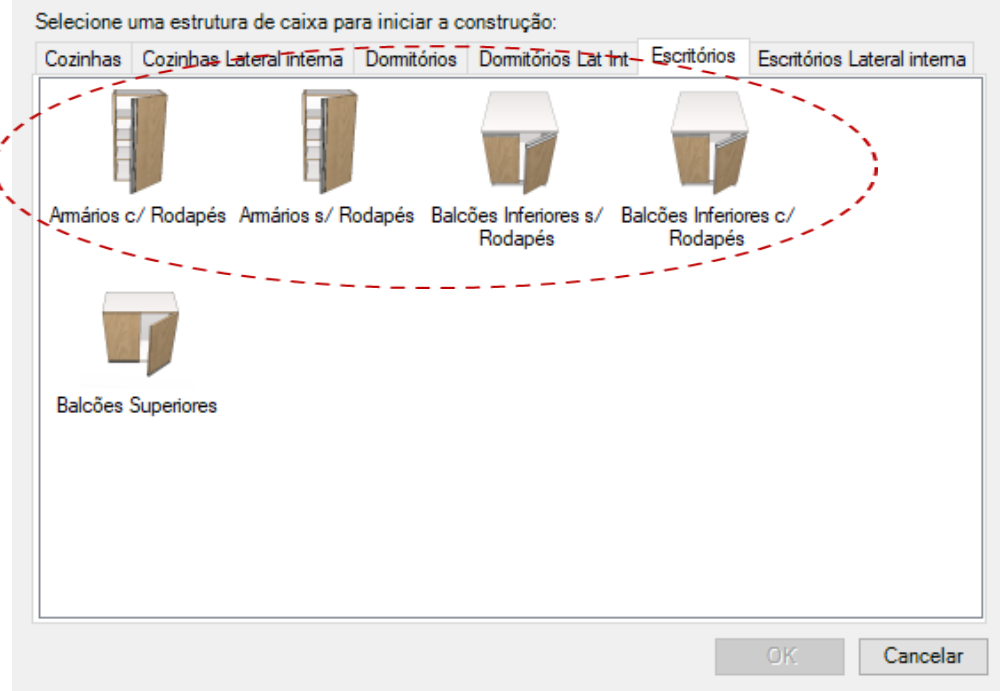 Selecione uma estrutura de caixa para iniciar a construção:
Cozinhas Cozinhas Lateral interna Dormitórios Dormitórios Lat Int Escritórios Escritórios Lateral interna
Armários c/ Rodapés Armários s/ Rodapés Balcões Inferiores s/ Balcões Inferiores c/
Rodapés Rodapés
Balcões Superiores
OK Cancelar